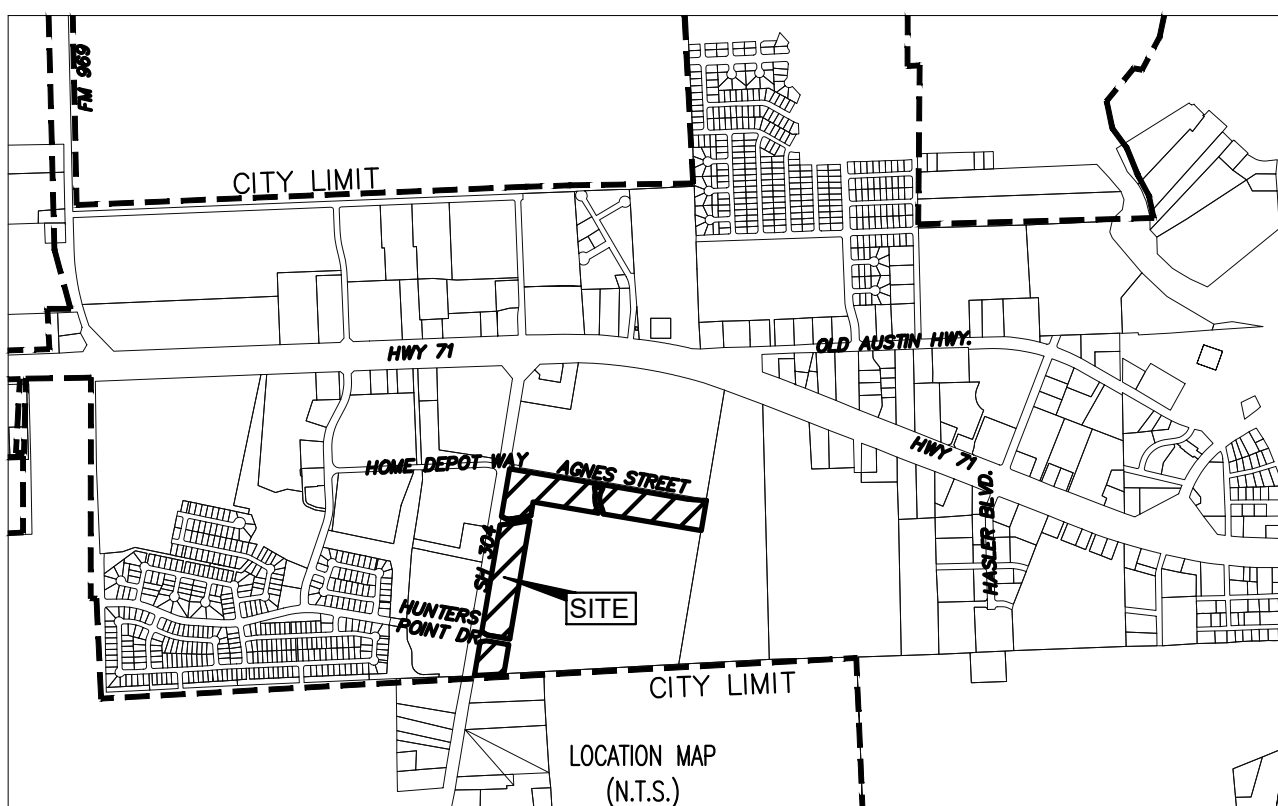 FM 969
CITY LIMIT
HWY 71
OLD AUSTIN HWY.
HWY 71
HASLER BLVD.
HOME DEPOT WAY
AGNES STREET
SH 304
SITE
HUNTERS
POINT DR
CITY LIMIT
LOCATION MAP
(N.T.S.)